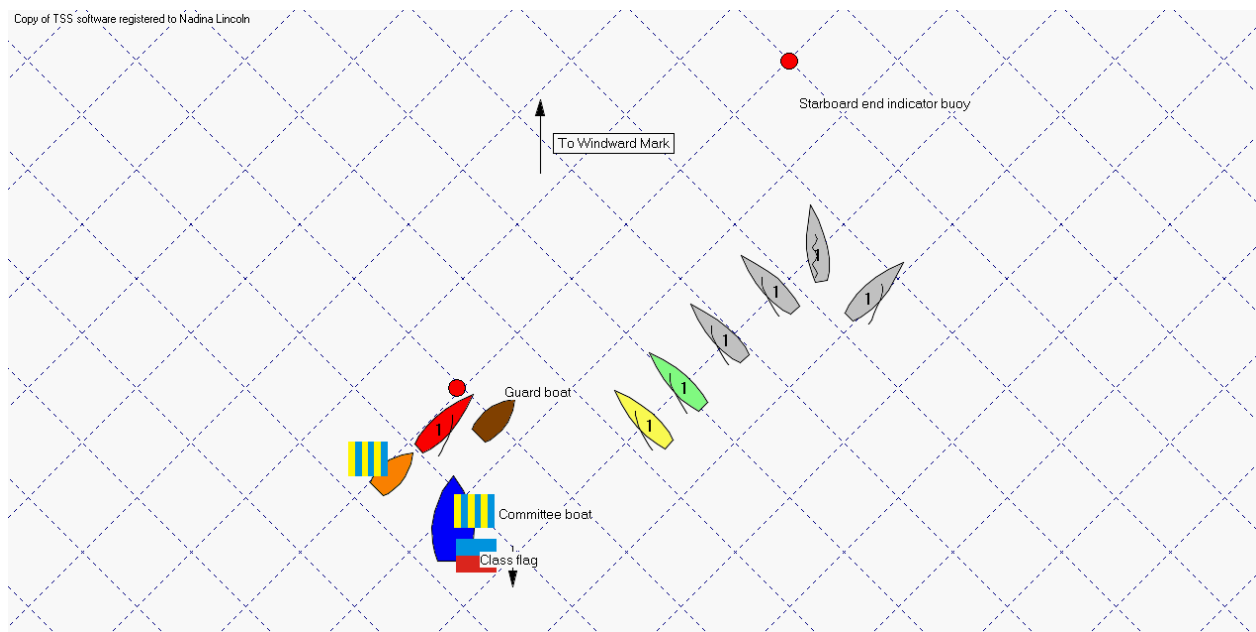 Copy of TSS software registered to Nadina Lincoln
Starboard end indicator buoy
To Windward Mark
1
1
1
1
1
Guard boat
1
1
Committee boat
Class flag